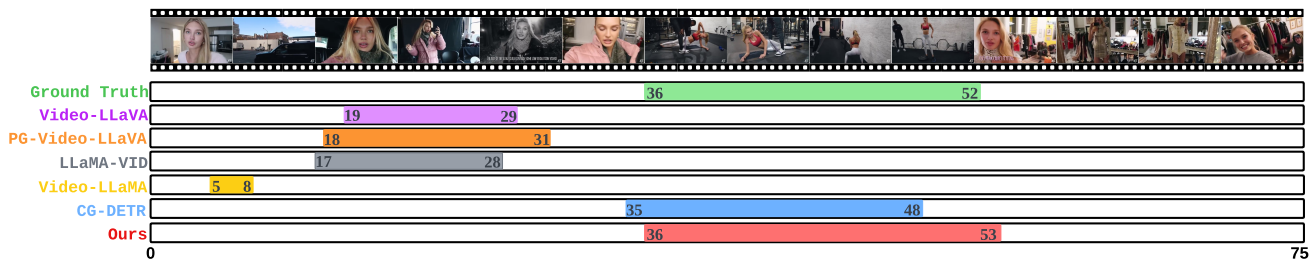 Ground Truth 36 52
Video-LLaVA 19 29
PG-Video-LLaVA 18 31
LLaMA-VID 17 28
Video-LLaMA 5 8
CG-DETR 35 48
Ours 36 53
0 75